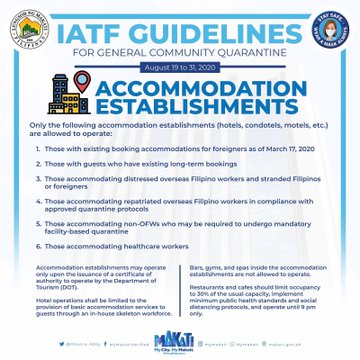 LUNGSOD NG MAKATI
PILIPINAS
STAY SAFE
WEAR A MASK ALWAYS
IATF GUIDELINES
FOR GENERAL COMMUNITY QUARANTINE
August 19 to 31, 2020
ACCOMMODATION
ESTABLISHMENTS
Only the following accommodation establishments (hotels, condotels, motels, etc.)
are allowed to operate:
1. Those with existing booking accommodations for foreigners as of March 17, 2020
2. Those with guests who have existing long-term bookings
3. Those accommodating distressed overseas Filipino workers and stranded Filipinos
or foreigners
4. Those accommodating repatriated overseas Filipino workers in compliance with
approved quarantine protocols
5. Those accommodating non-OFWs who may be required to undergo mandatory
facility-based quarantine
6. Those accommodating healthcare workers
Accommodation establishments may operate
only upon the issuance of a certificate of
authority to operate by the Department of
Tourism (DOT).
Hotel operations shall be limited to the
provision of basic accommodation services to
guests through an in-house skeleton workforce.
Bars, gyms, and spas inside the accommodation
establishments are not allowed to operate.
Restaurants and cafes should limit occupancy
to 30% of the usual capacity, implement
minimum public health standards and social
distancing protocols, and operate until 9 pm
only.
MAKATI
My City. My Makati.
makati.gov.ph